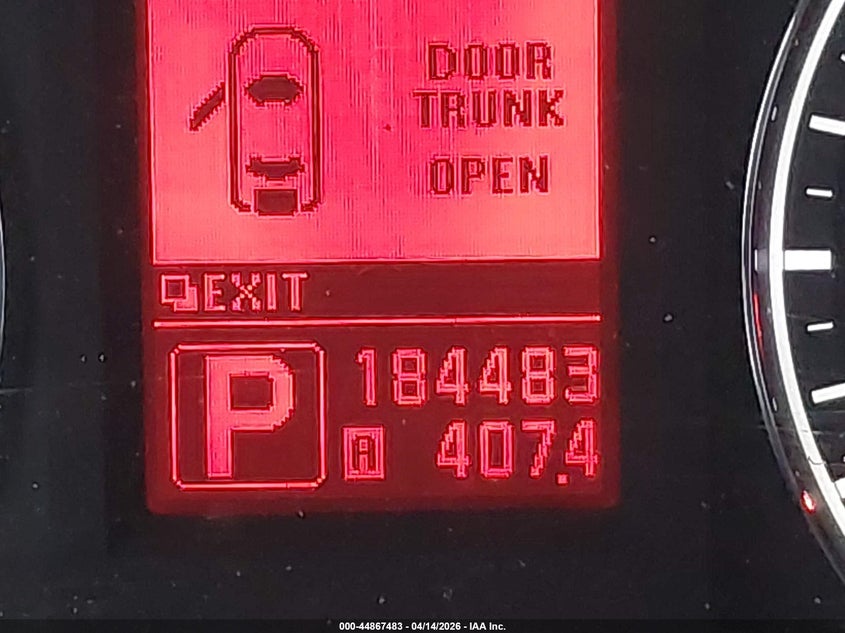 DOOR
TRUNK
OPEN
EXIT
P
184483
A 407.4
000-44867483 - 04/14/2026 - IAA Inc.